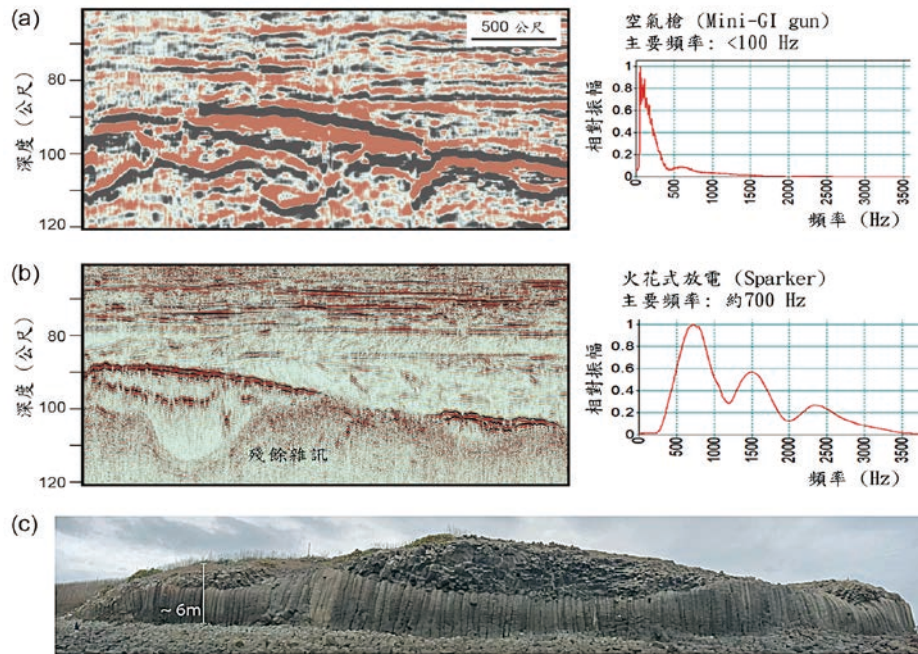 (a)
500 公尺
80
100
120
深度 (公尺)
空氣槍 (Mini-GI gun)
主要頻率: <100 Hz
1
0.8
0.6
0.4
0.2
0
相對振幅
0 500 1000 1500 2000 2500 3000 3500
頻率 (Hz)
(b)
80
100
120
深度 (公尺)
殘餘雜訊
火花式放電 (Sparker)
主要頻率: 約700 Hz
1
0.8
0.6
0.4
0.2
0
相對振幅
0 500 1000 1500 2000 2500 3000 3500
頻率 (Hz)
(c)
~ 6m